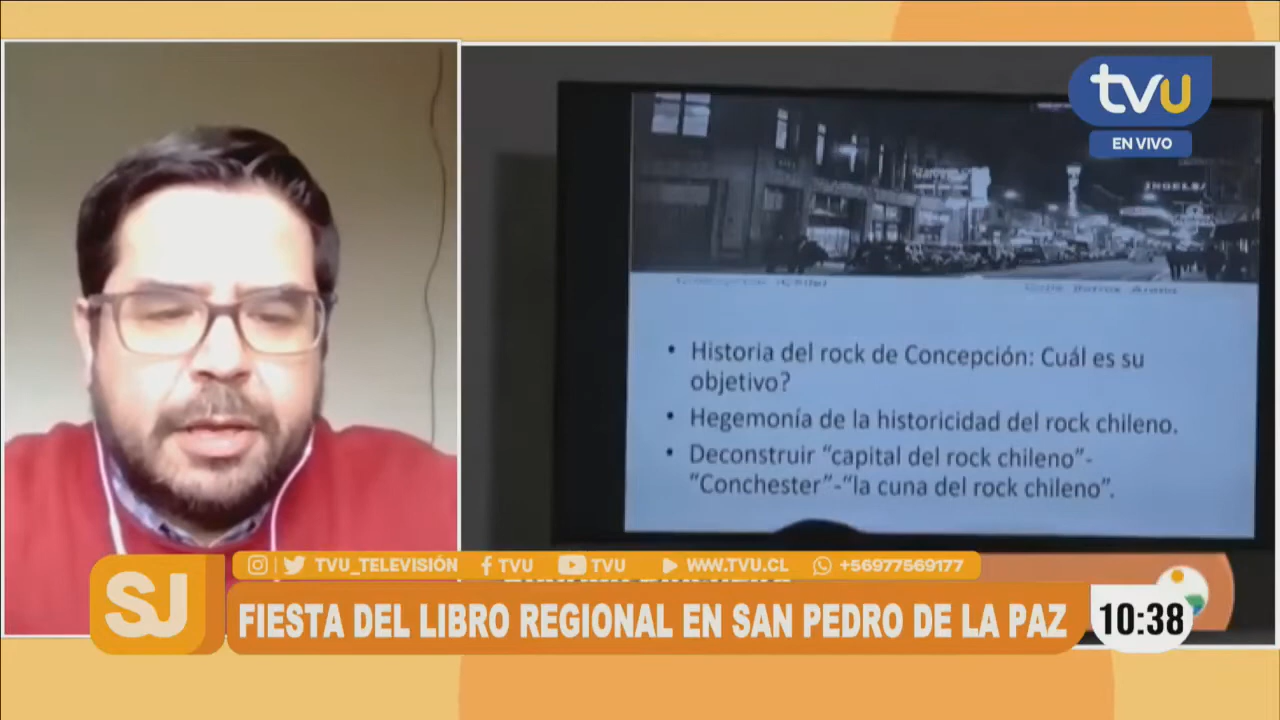 tvu
EN VIVO
INGELSA
• Historia del rock de Concepción: Cuál es su
objetivo?
• Hegemonía de la historicidad del rock chileno.
• Deconstruir “capital del rock chileno”-
“Conchester”-“la cuna del rock chileno”.
TVU_TELEVISIÓN TVU TVU WWW.TVU.CL +56977569177
SJ
FIESTA DEL LIBRO REGIONAL EN SAN PEDRO DE LA PAZ
10:38